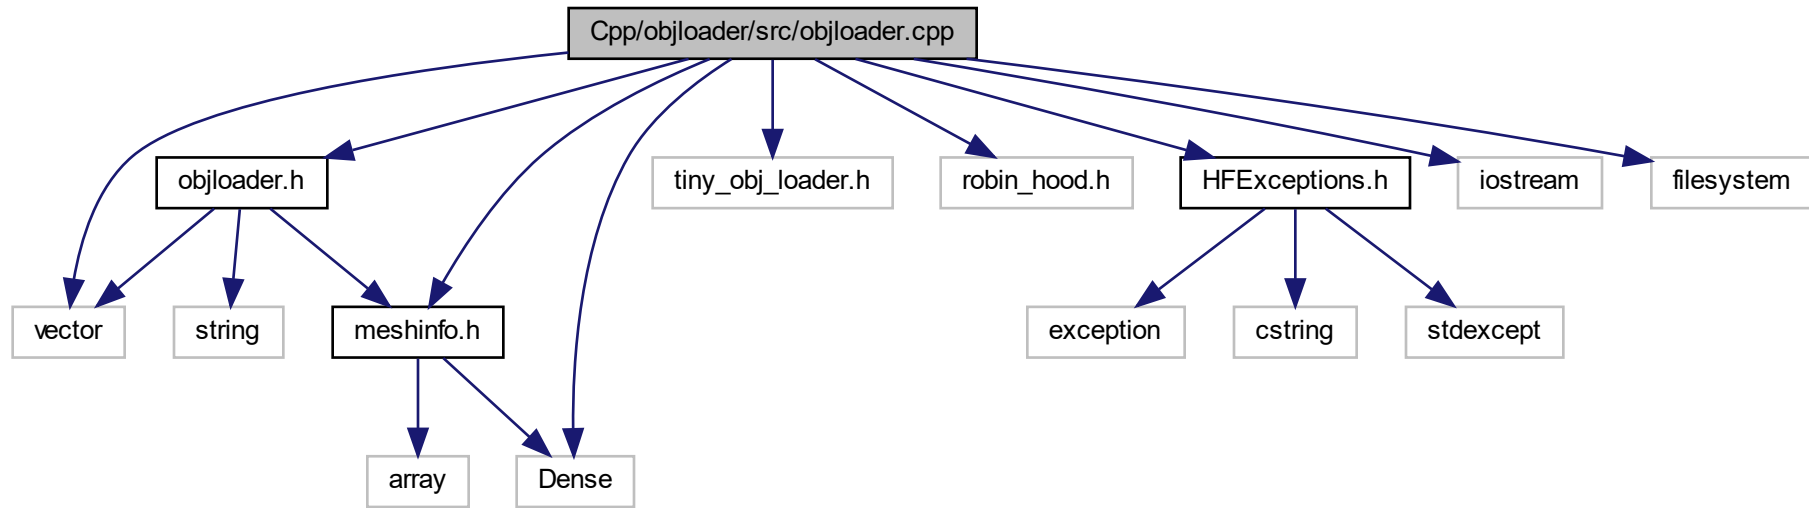 Cpp/objloader/src/objloader.cpp
objloader.h
tiny_obj_loader.h
robin_hood.h
HFExceptions.h
iostream
filesystem
vector
string
meshinfo.h
exception
cstring
stdexcept
array
Dense